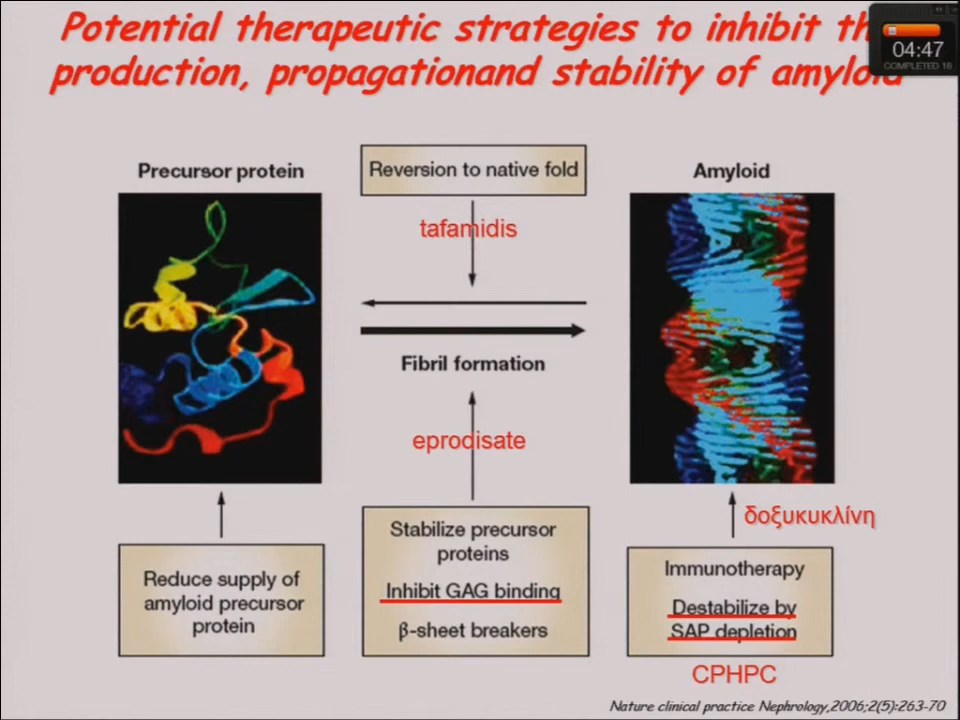 Potential therapeutic strategies to inhibit
production, propagationand stability of amyloid
04:47
COMPLETED 16
Precursor protein
Reversion to native fold
Amyloid
tafamidis
Fibril formation
eprodisate
δοξυκυκλίνη
Reduce supply of
amyloid precursor
protein
Stabilize precursor
proteins
Inhibit GAG binding
β-sheet breakers
Immunotherapy
Destabilize by
SAP depletion
CPHPC
Nature clinical practice Nephrology,2006;2(5):263-70